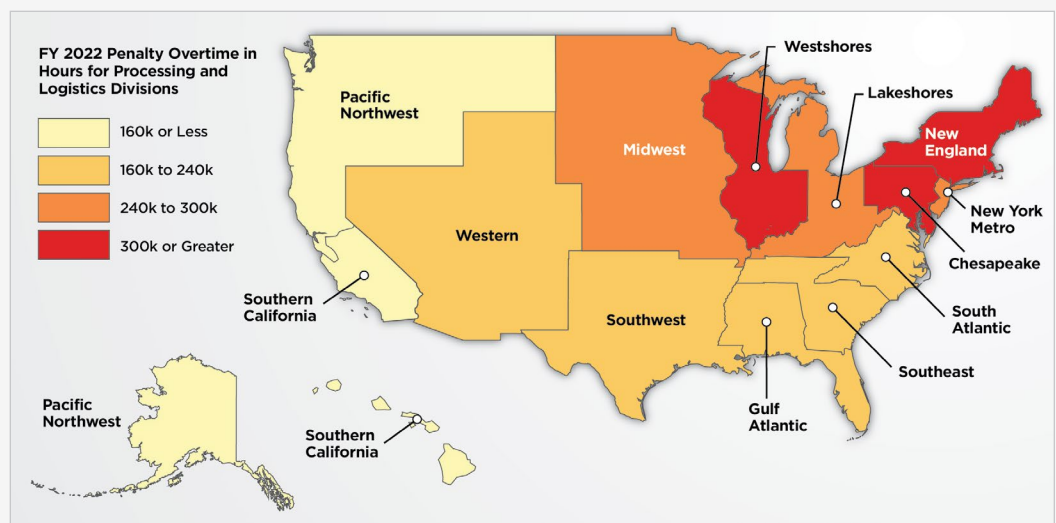 FY 2022 Penalty Overtime in
Hours for Processing and
Logistics Divisions
160k or Less
160k to 240k
240k to 300k
300k or Greater
Westshores
Lakeshores
Pacific
Northwest
New
England
Midwest
New York
Metro
Western
Chesapeake
Southern
California
Southwest
South
Atlantic
Southeast
Gulf
Atlantic
Pacific
Northwest
Southern
California